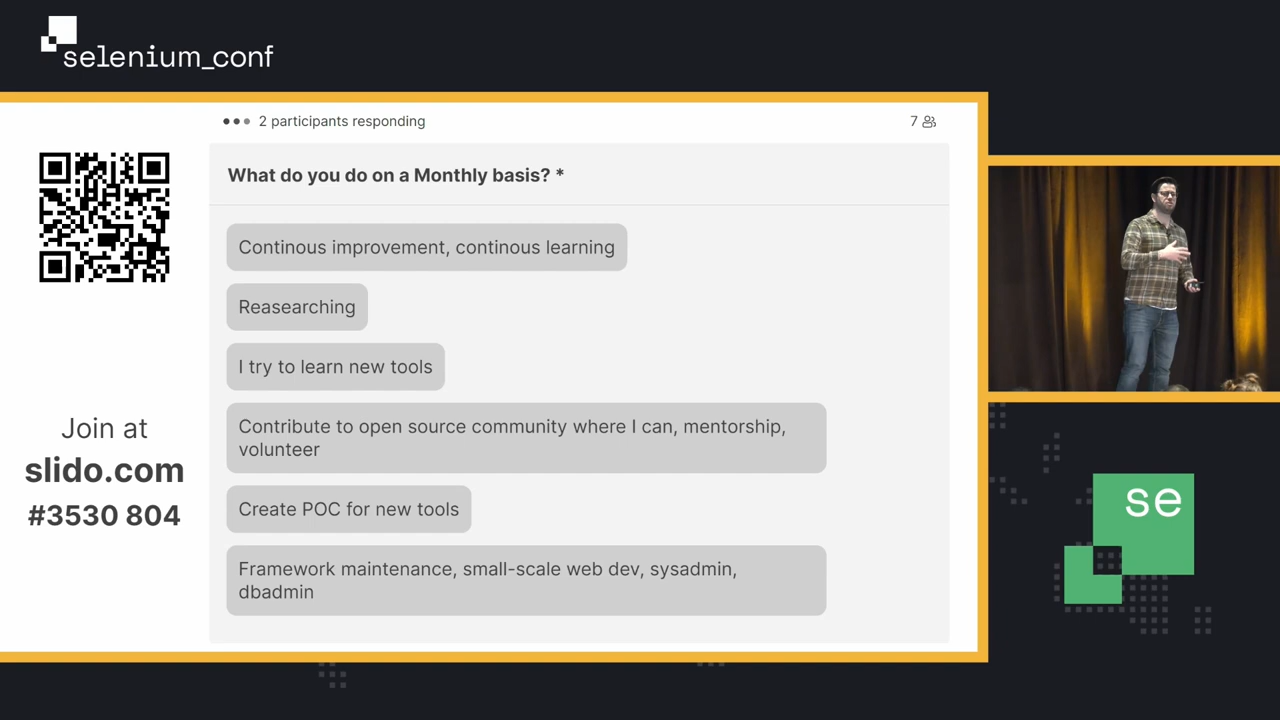 selenium_conf
2 participants responding
7
What do you do on a Monthly basis? *
Continous improvement, continous learning
Reasearching
I try to learn new tools
Contribute to open source community where I can, mentorship,
volunteer
Create POC for new tools
Framework maintenance, small-scale web dev, sysadmin,
dbadmin
Join at
slido.com
#3530 804
se